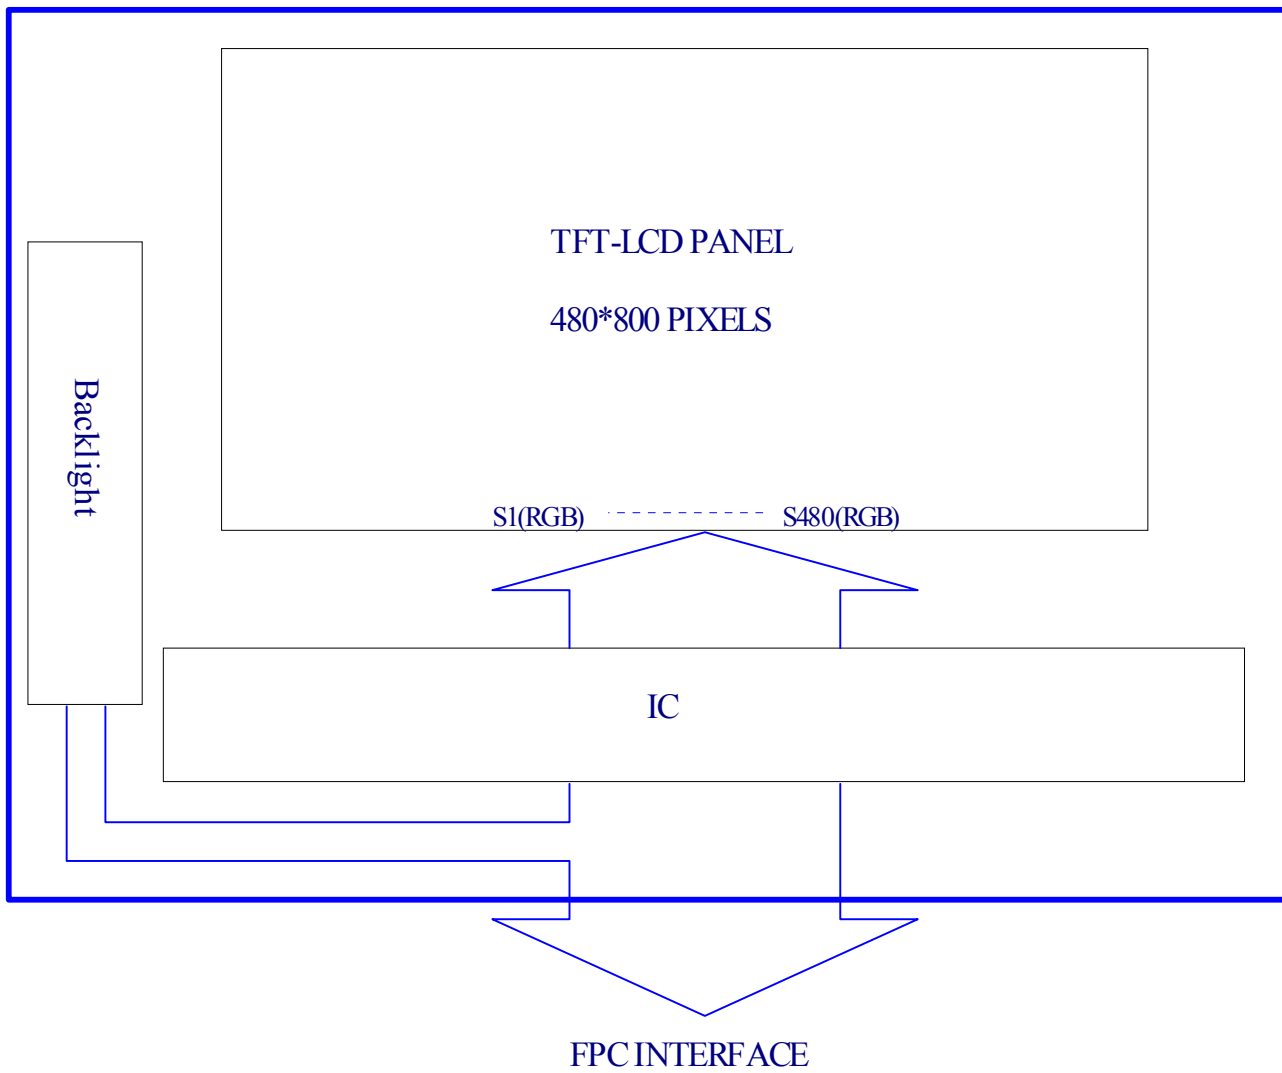 TFT-LCD PANEL
480*800 PIXELS
Backlight
S1(RGB) ---------- S480(RGB)
IC
FPC INTERFACE